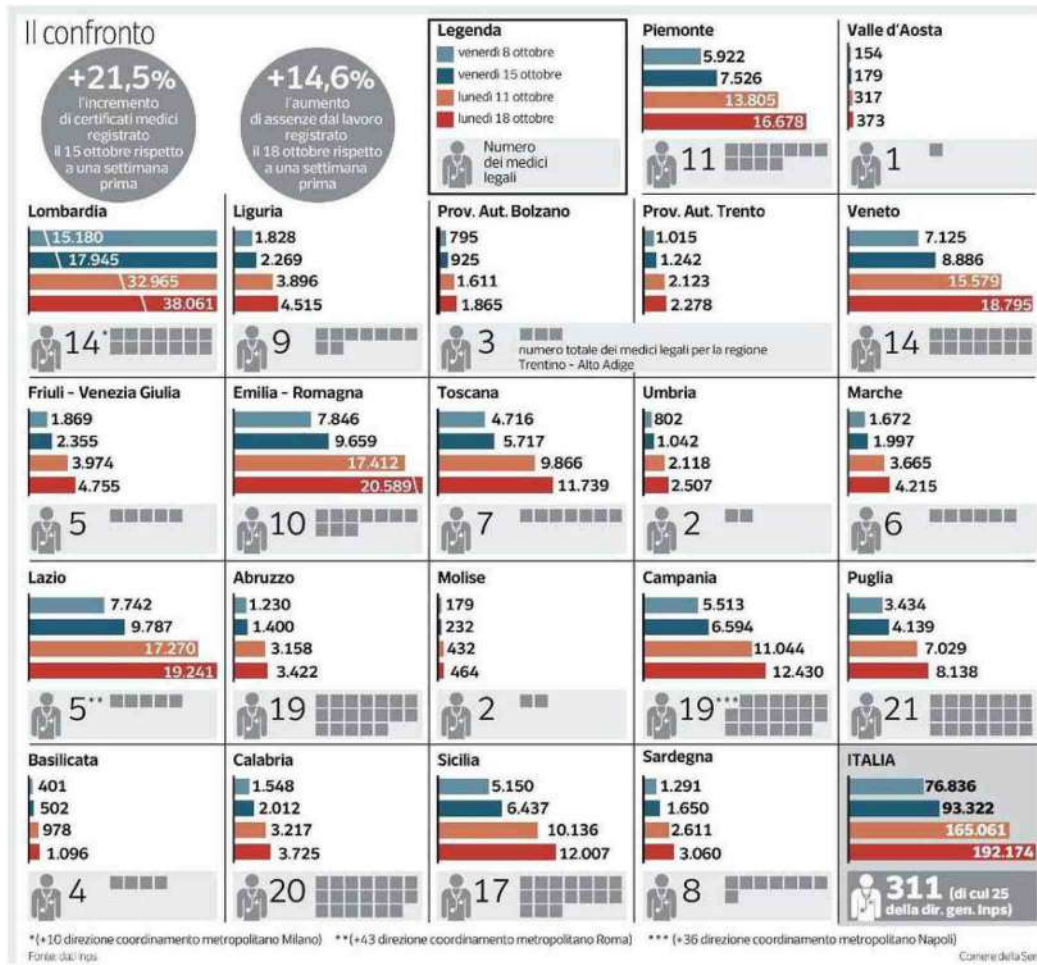 Il confronto
+21,5%
l'incremento
di certificati medici
registrato
il 15 ottobre rispetto
a una settimana
prima
+14,6%
l'aumento
di assenze dal lavoro
registrato
il 18 ottobre rispetto
a una settimana
prima
Legenda
venerdì 8 ottobre
venerdì 15 ottobre
lunedì 11 ottobre
lunedì 18 ottobre
Numero
dei medici
legali
Piemonte
5.922
7.526
13.805
16.678
11
Valle d'Aosta
154
179
317
373
1
Lombardia
15.180
17.945
32.965
38.061
14*
Liguria
1.828
2.269
3.896
4.515
9
Prov. Aut. Bolzano
795
925
1.611
1.865
3
numero totale dei medici legali per la regione
Trentino - Alto Adige
Prov. Aut. Trento
1.015
1.242
2.123
2.278
Veneto
7.125
8.886
15.579
18.795
14
Friuli - Venezia Giulia
1.869
2.355
3.974
4.755
5
Emilia - Romagna
7.846
9.659
17.412
20.589
10
Toscana
4.716
5.717
9.866
11.739
7
Umbria
802
1.042
2.118
2.507
2
Marche
1.672
1.997
3.665
4.215
6
Lazio
7.742
9.787
17.270
19.241
5**
Abruzzo
1.230
1.400
3.158
3.422
19
Molise
179
232
432
464
2
Campania
5.513
6.594
11.044
12.430
19***
Puglia
3.434
4.139
7.029
8.138
21
Basilicata
401
502
978
1.096
4
Calabria
1.548
2.012
3.217
3.725
20
Sicilia
5.150
6.437
10.136
12.007
17
Sardegna
1.291
1.650
2.611
3.060
8
ITALIA
76.836
93.322
165.061
192.174
311 (di cui 25
della dir. gen. Inps)
*(+10 direzione coordinamento metropolitano Milano) **(+43 direzione coordinamento metropolitano Roma) *** (+36 direzione coordinamento metropolitano Napoli)
Fonte: dati Inps
Corriere della Ser